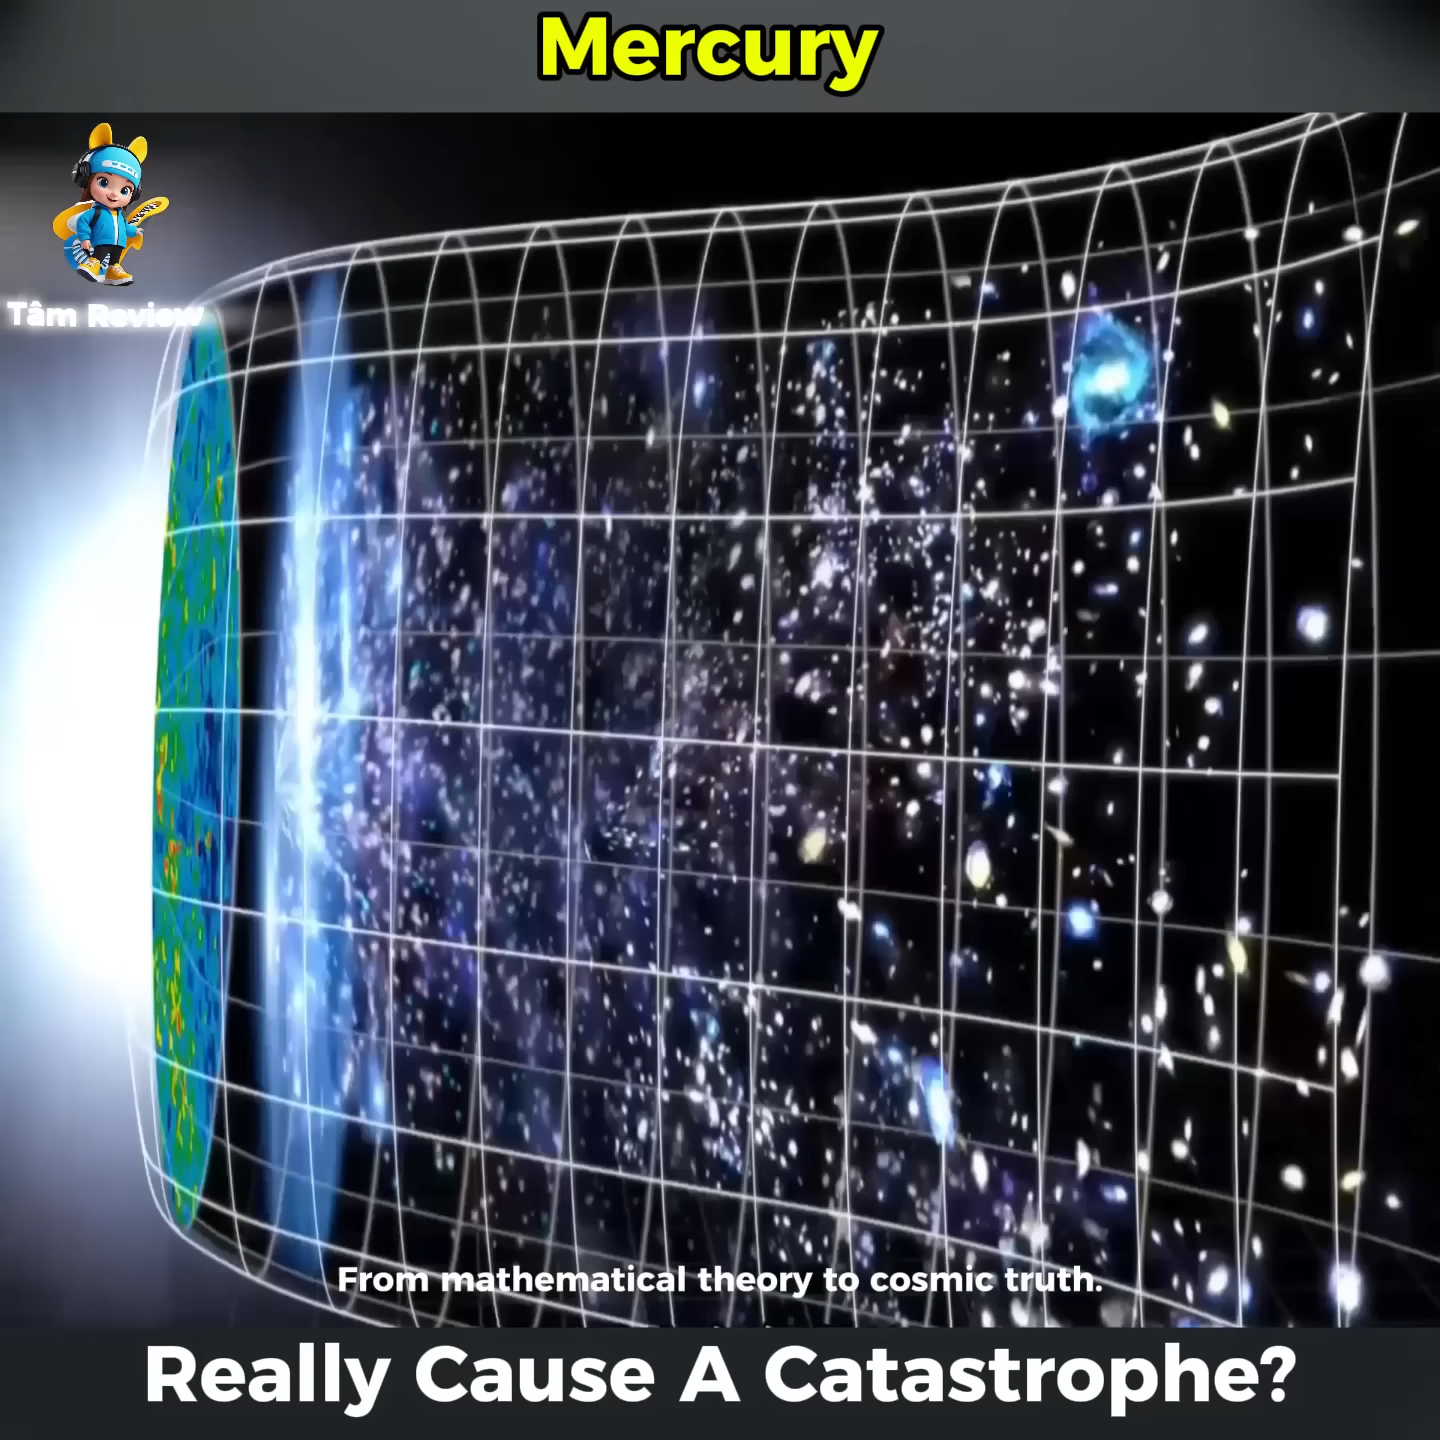 Mercury
Tâm Review
From mathematical theory to cosmic truth.
Really Cause A Catastrophe?